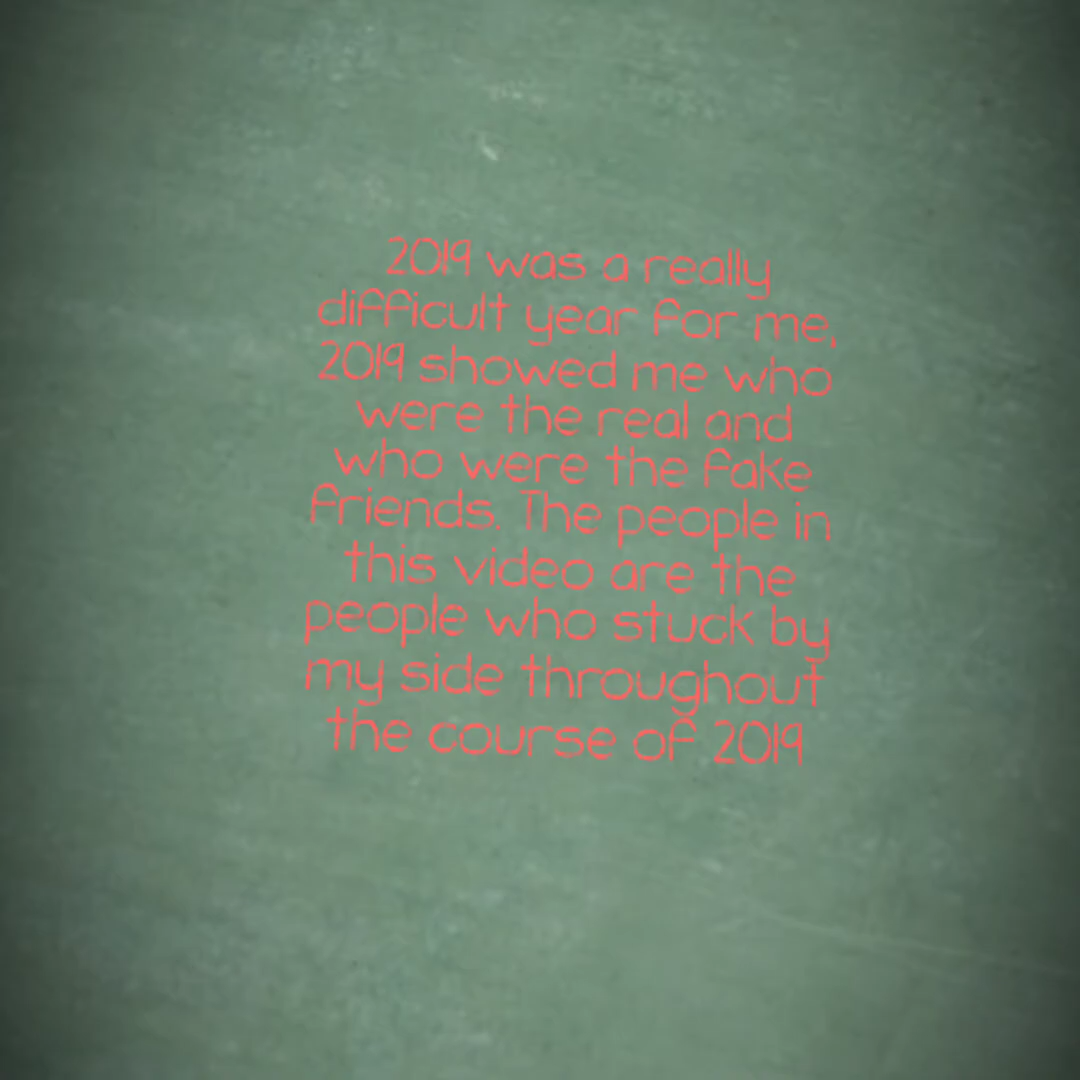 2019 was a really
difficult year for me,
2019 showed me who
were the real and
who were the fake
friends. The people in
this video are the
people who stuck by
my side throughout
the course of 2019